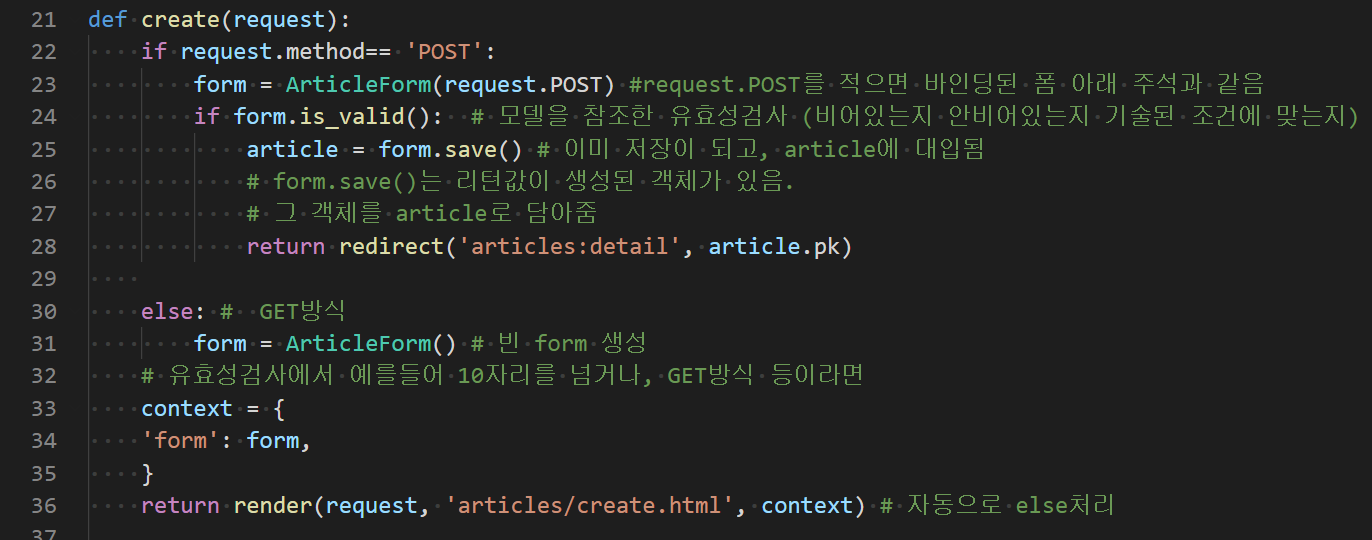 21 def create(request):
22 if request.method== 'POST':
23 form = ArticleForm(request.POST) #request.POST를 적으면 바인딩된 폼 아래 주석과 같음
24 if form.is_valid(): # 모델을 참조한 유효성검사 (비어있는지 안비어있는지 기술된 조건에 맞는지)
25 article = form.save() # 이미 저장이 되고, article에 대입됨
26 # form.save()는 리턴값이 생성된 객체가 있음.
27 # 그 객체를 article로 담아줌
28 return redirect('articles:detail', article.pk)
29
30 else: # GET방식
31 form = ArticleForm() # 빈 form 생성
32 # 유효성검사에서 예를들어 10자리를 넘거나, GET방식 등이라면
33 context = {
34 'form': form,
35 }
36 return render(request, 'articles/create.html', context) # 자동으로 else처리
37